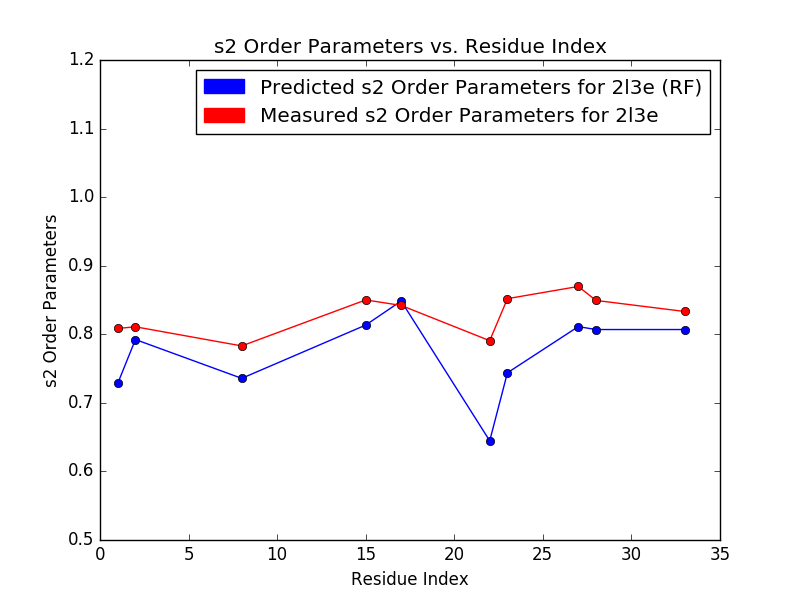 s2 Order Parameters vs. Residue Index
Predicted s2 Order Parameters for 2l3e (RF)
Measured s2 Order Parameters for 2l3e
s2 Order Parameters
1.2
1.1
1.0
0.9
0.8
0.7
0.6
0.5
0 5 10 15 20 25 30 35
Residue Index